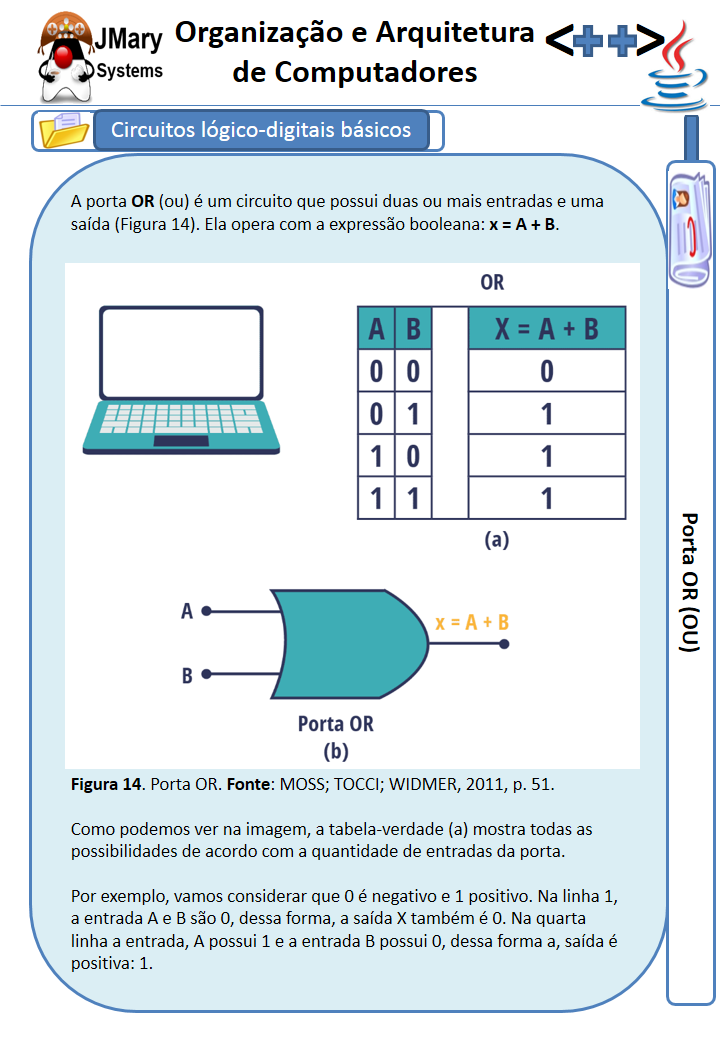 JMary
Systems
Organização e Arquitetura
de Computadores
<++>
Circuitos lógico-digitais básicos
A porta OR (ou) é um circuito que possui duas ou mais entradas e uma
saída (Figura 14). Ela opera com a expressão booleana: x = A + B.
OR
A B X = A + B
0 0 0
0 1 1
1 0 1
1 1 1
(a)
A
x = A + B
B
Porta OR
(b)
Figura 14. Porta OR. Fonte: MOSS; TOCCI; WIDMER, 2011, p. 51.
Como podemos ver na imagem, a tabela-verdade (a) mostra todas as
possibilidades de acordo com a quantidade de entradas da porta.
Por exemplo, vamos considerar que 0 é negativo e 1 positivo. Na linha 1,
a entrada A e B são 0, dessa forma, a saída X também é 0. Na quarta
linha a entrada, A possui 1 e a entrada B possui 0, dessa forma a, saída é
positiva: 1.
Porta OR (OU)